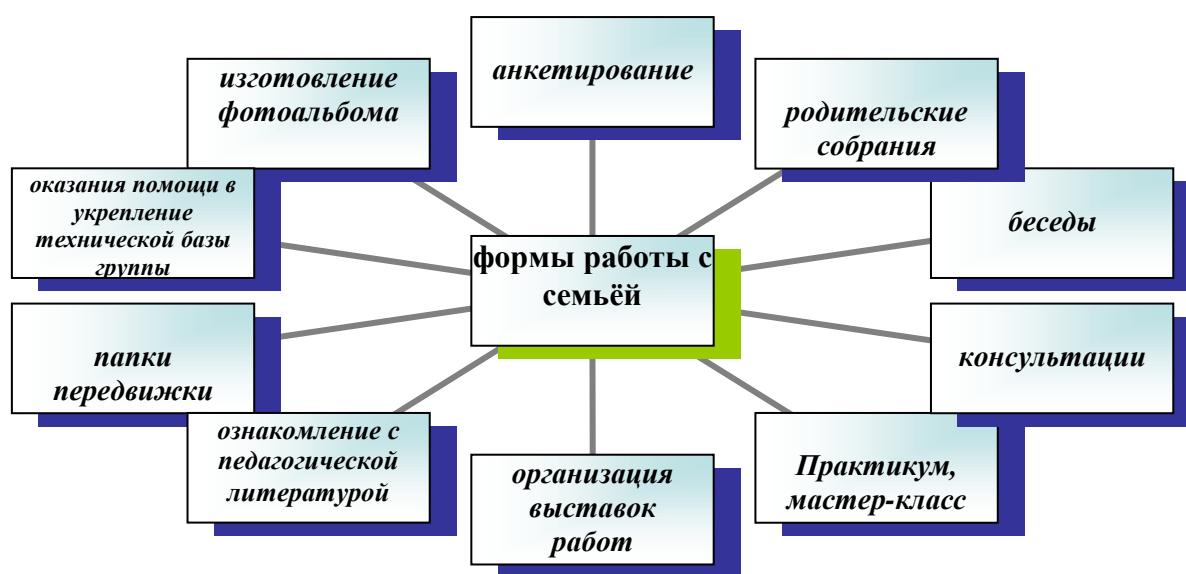 анкетирование
изготовление
фотоальбома
родительские
собрания
оказания помощи в
укрепление
технической базы
группы
беседы
формы работы с
семьёй
папки
передвижки
консультации
ознакомление с
педагогической
литературой
организация
выставок
работ
Практикум,
мастер-класс